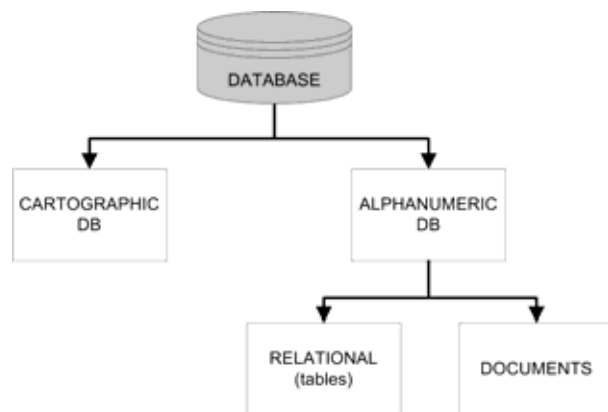 DATABASE
CARTOGRAPHIC
DB
ALPHANUMERIC
DB
RELATIONAL
(tables)
DOCUMENTS